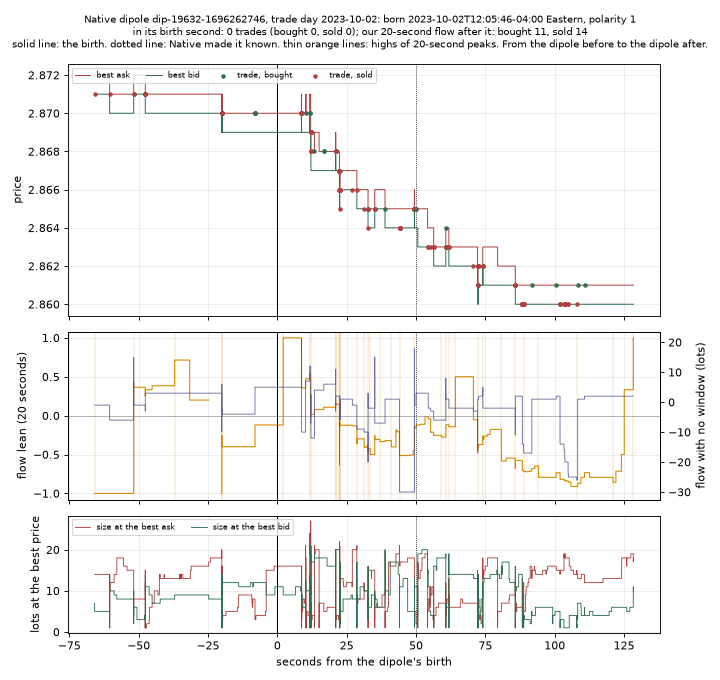 Native dipole dip-19632-1696262746, trade day 2023-10-02: born 2023-10-02T12:05:46-04:00 Eastern, polarity 1
in its birth second: 0 trades (bought 0, sold 0); our 20-second flow after it: bought 11, sold 14
solid line: the birth. dotted line: Native made it known. thin orange lines: highs of 20-second peaks. From the dipole before to the dipole after.
best ask best bid trade, bought trade, sold
2.872
2.870
2.868
2.866
2.864
2.862
2.860
price
1.0
0.5
0.0
−0.5
−1.0
flow lean (20 seconds)
20
10
0
−10
−20
−30
flow with no window (lots)
size at the best ask size at the best bid
20
10
0
lots at the best price
−75 −50 −25 0 25 50 75 100 125
seconds from the dipole's birth